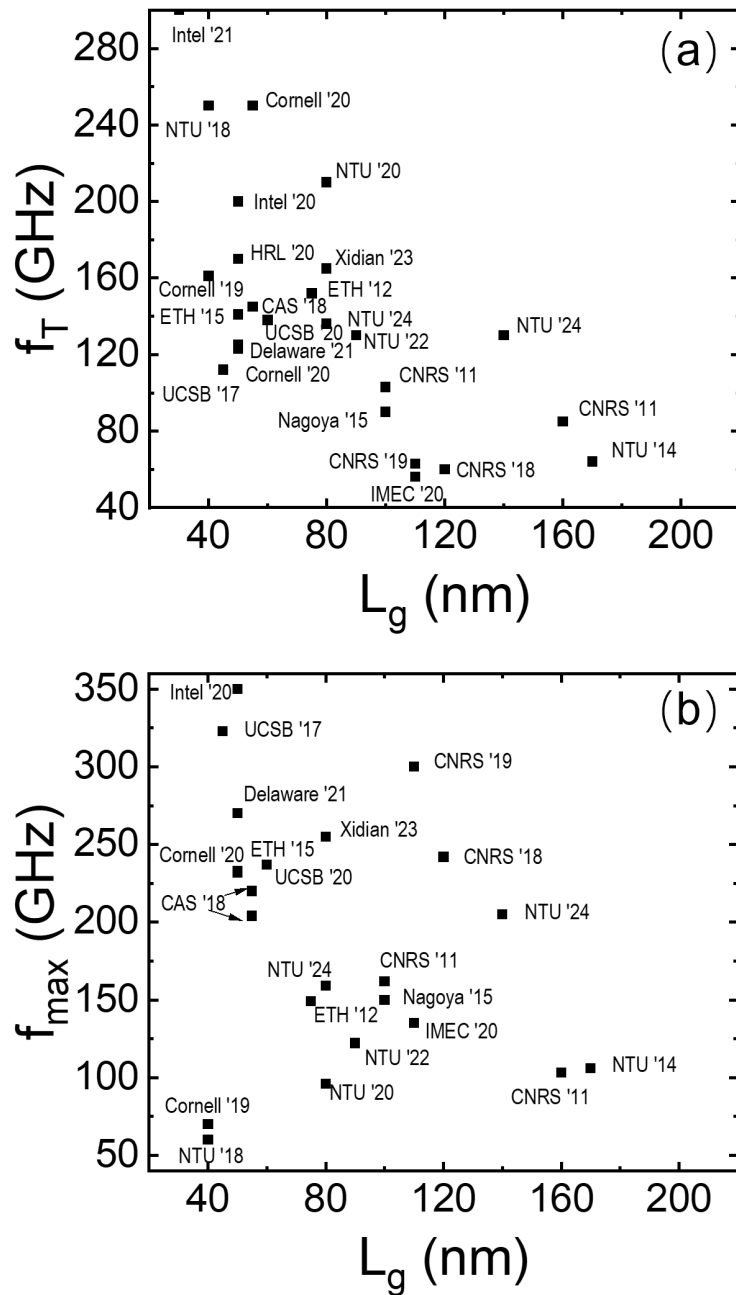 280
240
200
160
120
80
40
f_T (GHz)
(a)
Intel '21
Cornell '20
NTU '18
NTU '20
Intel '20
HRL '20
Xidian '23
Cornell '19
ETH '12
CAS '18
ETH '15
NTU '24
UCSB '20
NTU '22
NTU '24
Delaware '21
Cornell '20
CNRS '11
UCSB '17
CNRS '11
Nagoya '15
NTU '14
CNRS '19
CNRS '18
IMEC '20
40 80 120 160 200
L_g (nm)
350
300
250
200
150
100
50
f_max (GHz)
(b)
Intel '20
UCSB '17
CNRS '19
Delaware '21
Xidian '23
ETH '15
Cornell '20
CNRS '18
UCSB '20
CAS '18
NTU '24
CNRS '11
NTU '24
Nagoya '15
ETH '12
IMEC '20
NTU '22
NTU '14
NTU '20
CNRS '11
Cornell '19
NTU '18
40 80 120 160 200
L_g (nm)